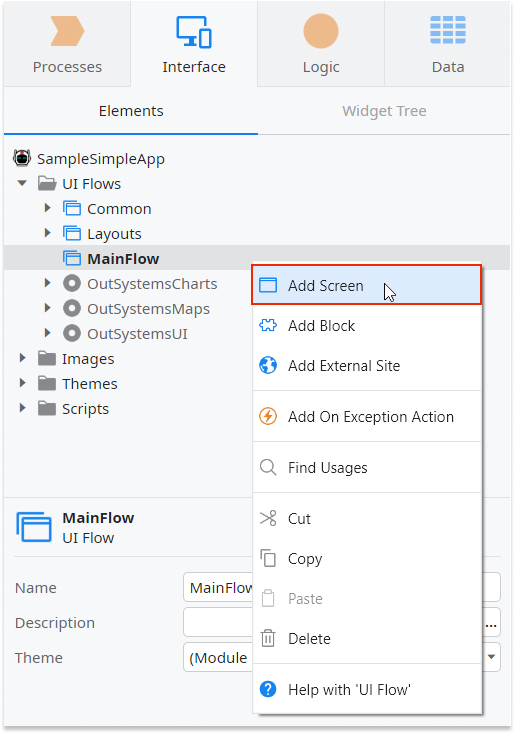 Processes
Interface
Logic
Data
Elements
Widget Tree
SampleSimpleApp
UI Flows
Common
Layouts
MainFlow
OutSystemsCharts
OutSystemsMaps
OutSystemsUI
Images
Themes
Scripts
Add Screen
Add Block
Add External Site
Add On Exception Action
Find Usages
Cut
Copy
Paste
Delete
Help with 'UI Flow'
MainFlow
UI Flow
Name
MainFlow
Description
...
Theme
(Module